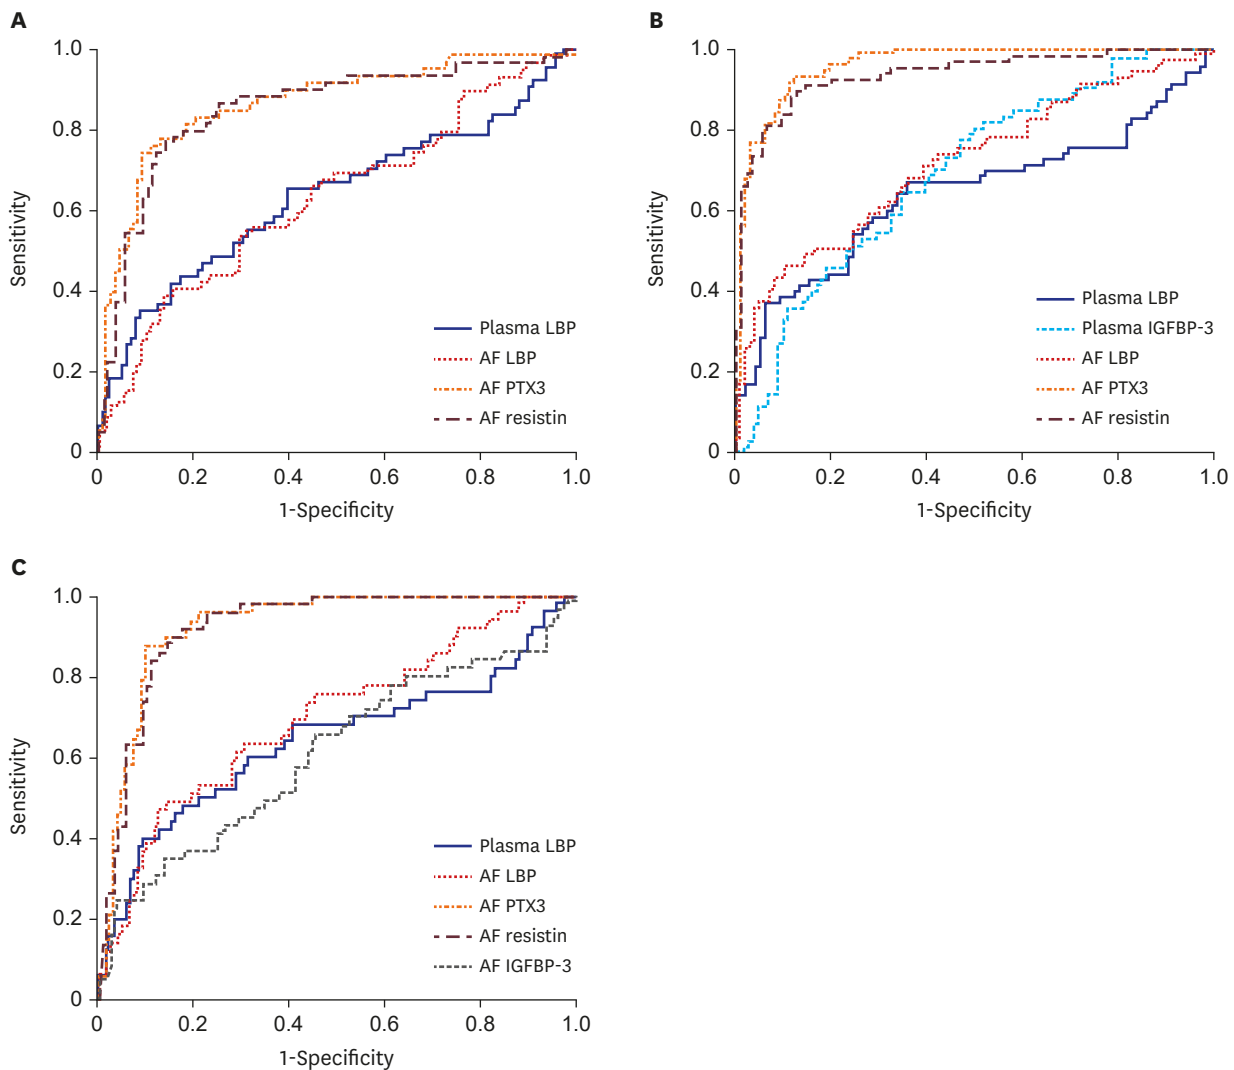 A
1.0
0.8
0.6
0.4
0.2
0
Sensitivity
Plasma LBP
AF LBP
AF PTX3
AF resistin
0 0.2 0.4 0.6 0.8 1.0
1-Specificity
B
1.0
0.8
0.6
0.4
0.2
0
Sensitivity
Plasma LBP
Plasma IGFBP-3
AF LBP
AF PTX3
AF resistin
0 0.2 0.4 0.6 0.8 1.0
1-Specificity
C
1.0
0.8
0.6
0.4
0.2
0
Sensitivity
Plasma LBP
AF LBP
AF PTX3
AF resistin
AF IGFBP-3
0 0.2 0.4 0.6 0.8 1.0
1-Specificity